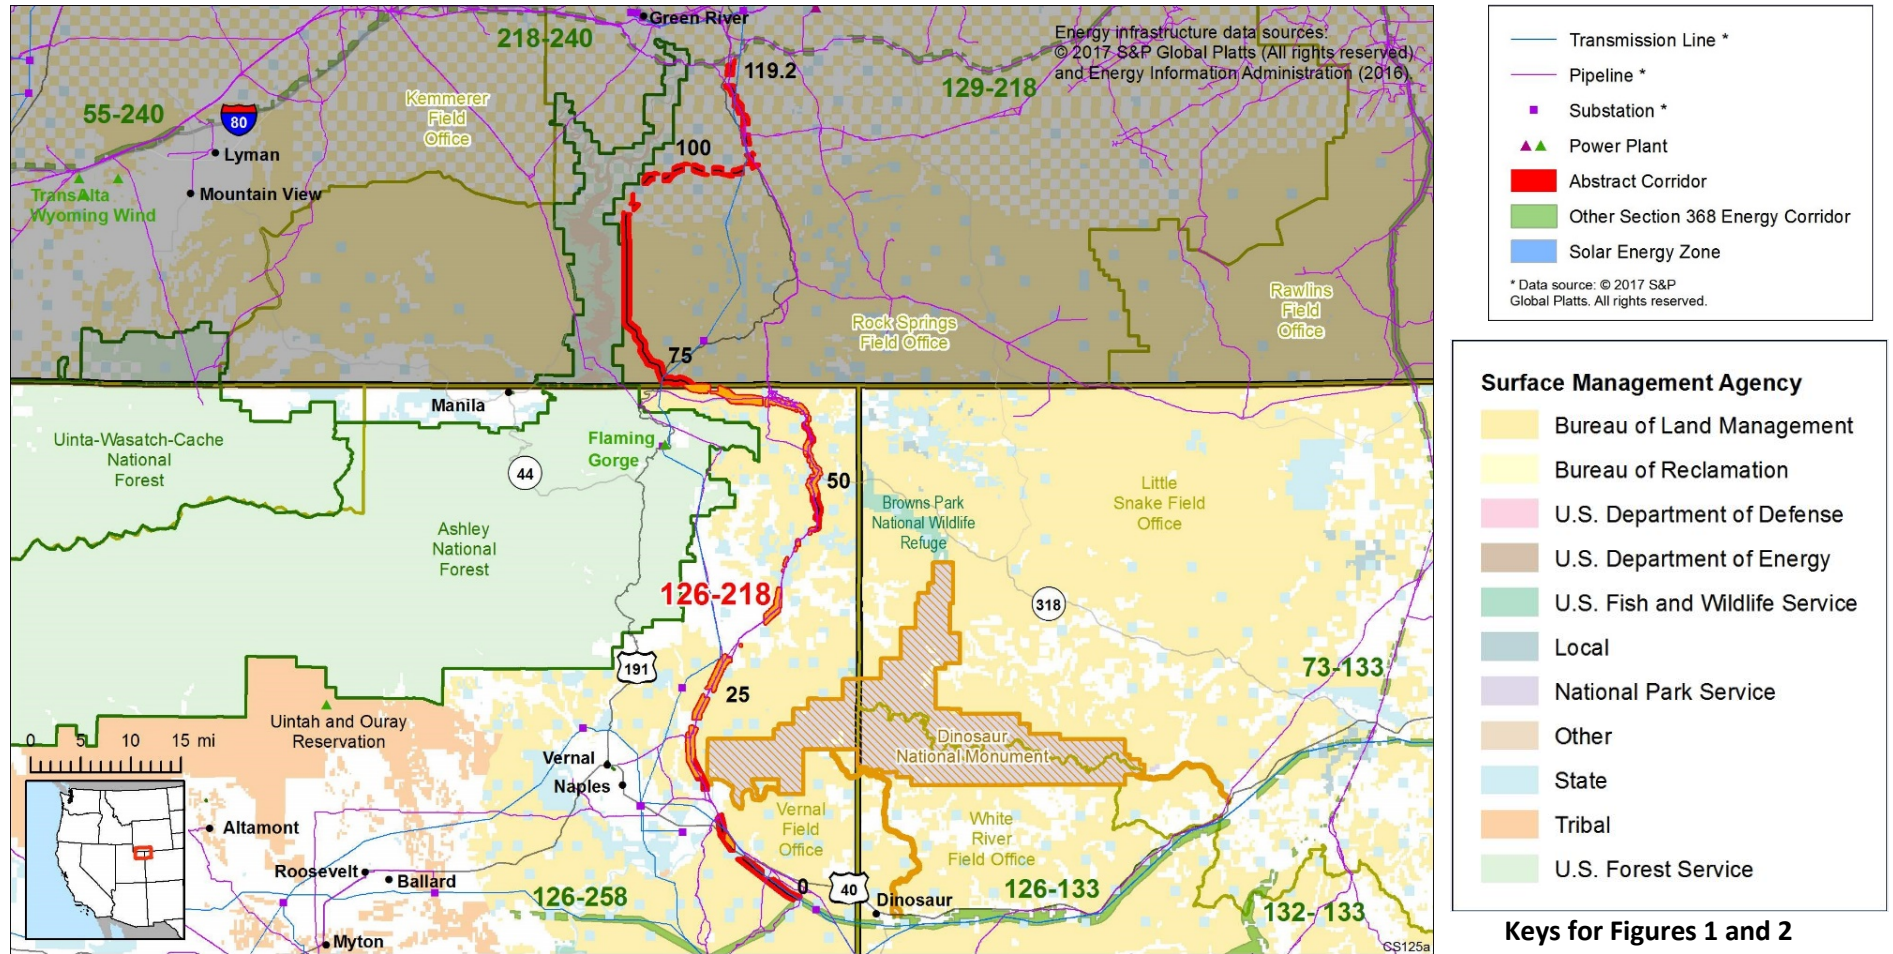 Green River
218-240
Energy infrastructure data sources:
© 2017 S&P Global Platts (All rights reserved)
and Energy Information Administration (2016).
119.2
129-218
55-240
Kemmerer
Field
Office
80
Lyman
100
TransAlta
Wyoming Wind
Mountain View
Rock Springs
Field Office
Rawlins
Field
Office
75
Manila
Uinta-Wasatch-Cache
National
Forest
Flaming
Gorge
44
50
Browns Park
National Wildlife
Refuge
Little
Snake Field
Office
Ashley
National
Forest
126-218
318
191
73-133
25
Uintah and Ouray
Reservation
0 5 10 15 mi
Dinosaur
National Monument
Vernal
Naples
Vernal
Field
Office
White
River
Field Office
Altamont
Roosevelt
Ballard
126-258
0
40
Dinosaur
126-133
132-133
Myton
CS125a
Transmission Line *
Pipeline *
Substation *
Power Plant
Abstract Corridor
Other Section 368 Energy Corridor
Solar Energy Zone
* Data source: © 2017 S&P
Global Platts. All rights reserved.
Surface Management Agency
Bureau of Land Management
Bureau of Reclamation
U.S. Department of Defense
U.S. Department of Energy
U.S. Fish and Wildlife Service
Local
National Park Service
Other
State
Tribal
U.S. Forest Service
Keys for Figures 1 and 2